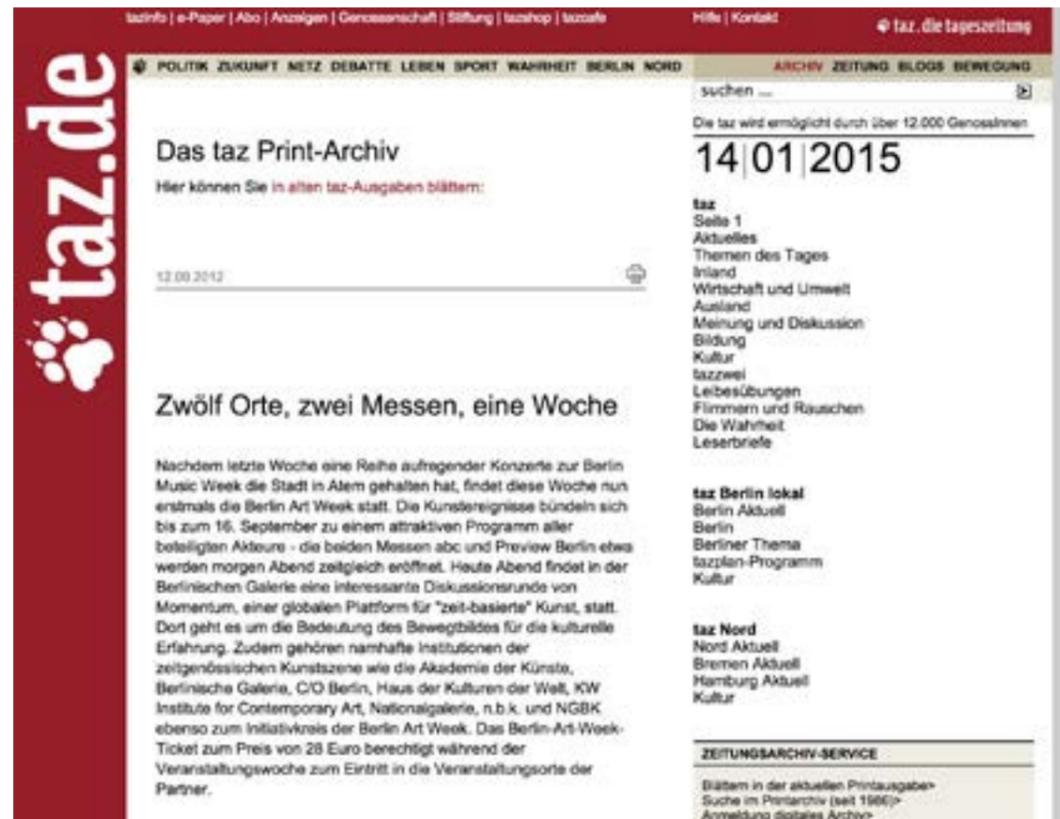 tazinfo | e-Paper | Abo | Anzeigen | Genossenschaft | Stiftung | tazshop | tazcafe
Hilfe | Kontakt
taz. die tageszeitung
taz.de
POLITIK ZUKUNFT NETZ DEBATTE LEBEN SPORT WAHRHEIT BERLIN NORD
ARCHIV ZEITUNG BLOGS BEWEGUNG
suchen ...
Die taz wird ermöglicht durch über 12.000 GenossInnen
14|01|2015
Das taz Print-Archiv
Hier können Sie in alten taz-Ausgaben blättern:
12.09.2012
Zwölf Orte, zwei Messen, eine Woche
Nachdem letzte Woche eine Reihe aufregender Konzerte zur Berlin
Music Week die Stadt in Atem gehalten hat, findet diese Woche nun
erstmals die Berlin Art Week statt. Die Kunstereignisse bündeln sich
bis zum 16. September zu einem attraktiven Programm aller
beteiligten Akteure - die beiden Messen abc und Preview Berlin etwa
werden morgen Abend zeitgleich eröffnet. Heute Abend findet in der
Berlinischen Galerie eine interessante Diskussionsrunde von
Momentum, einer globalen Plattform für "zeit-basierte" Kunst, statt.
Dort geht es um die Bedeutung des Bewegtbildes für die kulturelle
Erfahrung. Zudem gehören namhafte Institutionen der
zeitgenössischen Kunstszene wie die Akademie der Künste,
Berlinische Galerie, C/O Berlin, Haus der Kulturen der Welt, KW
Institute for Contemporary Art, Nationalgalerie, n.b.k. und NGBK
ebenso zum Initiativkreis der Berlin Art Week. Das Berlin-Art-Week-
Ticket zum Preis von 28 Euro berechtigt während der
Veranstaltungswoche zum Eintritt in die Veranstaltungsorte der
Partner.
taz
Seite 1
Aktuelles
Themen des Tages
Inland
Wirtschaft und Umwelt
Ausland
Meinung und Diskussion
Bildung
Kultur
tazzwei
Leibesübungen
Flimmern und Rauschen
Die Wahrheit
Leserbriefe
taz Berlin lokal
Berlin Aktuell
Berlin
Berliner Thema
tazplan-Programm
Kultur
taz Nord
Nord Aktuell
Bremen Aktuell
Hamburg Aktuell
Kultur
ZEITUNGSARCHIV-SERVICE
Blättern in der aktuellen Printausgabe>
Suche im Printarchiv (seit 1986)>
Anmeldung digitales Archiv>